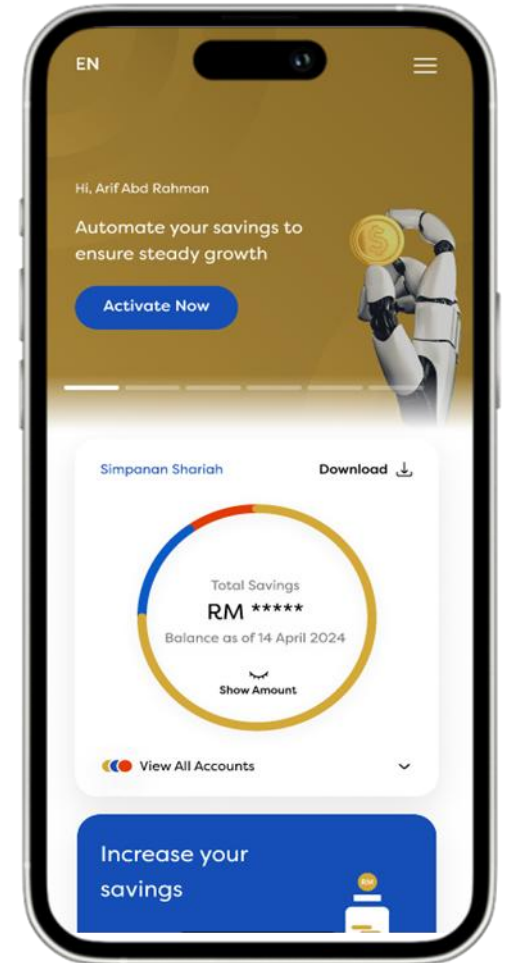 EN
Hi, Arif Abd Rahman
Automate your savings to
ensure steady growth
Activate Now
Simpanan Shariah
Download
Total Savings
RM *****
Balance as of 14 April 2024
Show Amount
View All Accounts
Increase your
savings
RM